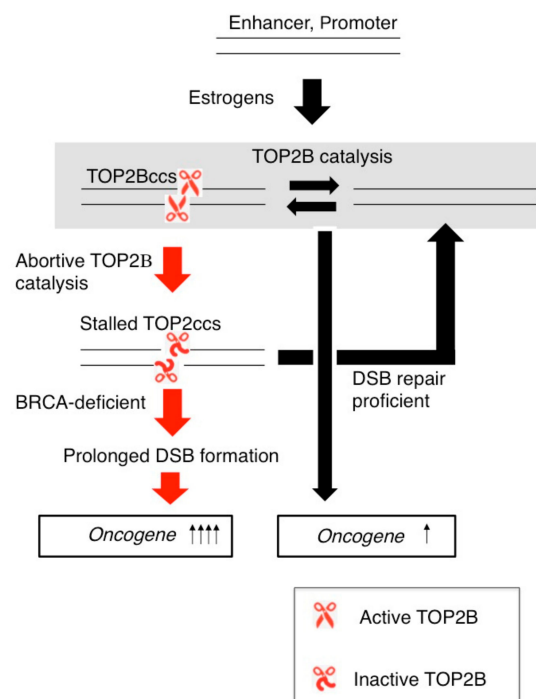 Enhancer, Promoter
Estrogens
TOP2B catalysis
TOP2Bccs
Abortive TOP2B
catalysis
Stalled TOP2ccs
DSB repair
proficient
BRCA-deficient
Prolonged DSB formation
Oncogene ↑↑↑↑
Oncogene ↑
Active TOP2B
Inactive TOP2B